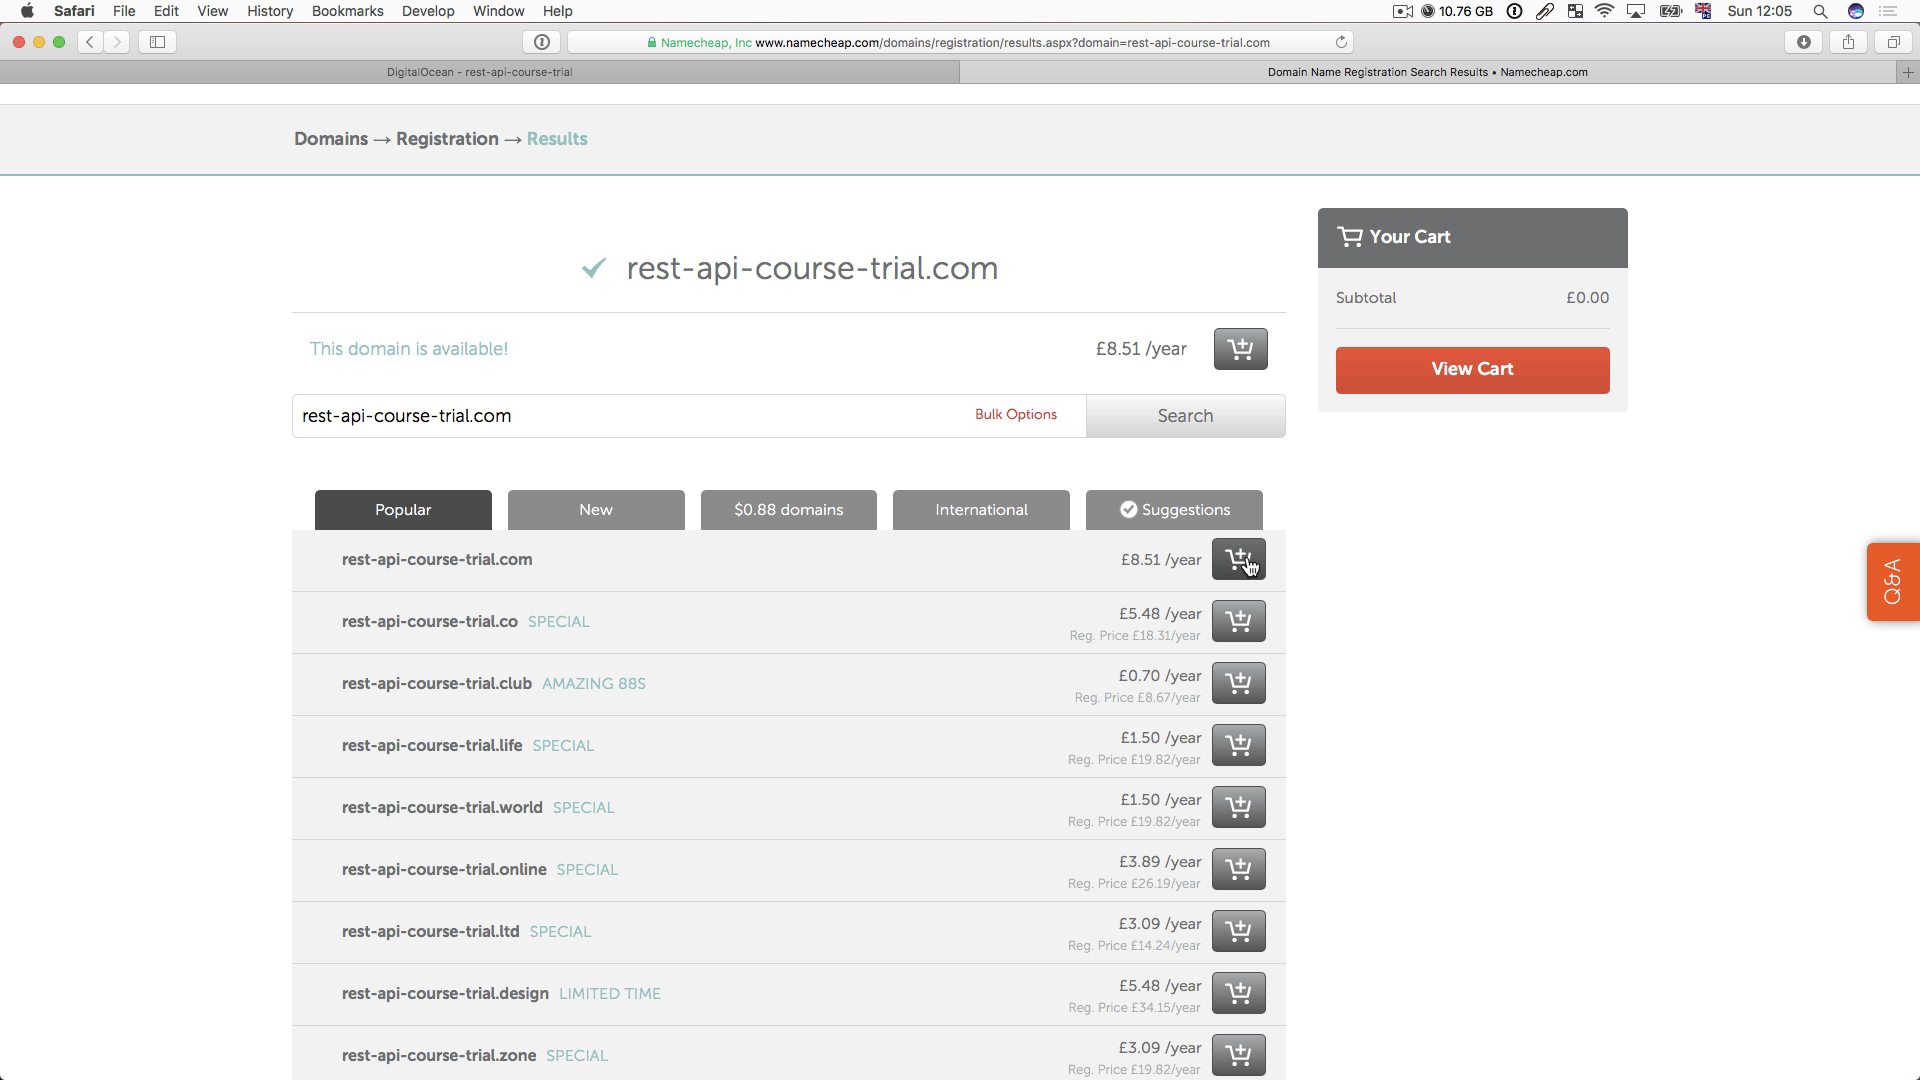 Safari File Edit View History Bookmarks Develop Window Help 10.76 GB Sun 12:05
Namecheap, Inc www.namecheap.com/domains/registration/results.aspx?domain=rest-api-course-trial.com
DigitalOcean - rest-api-course-trial Domain Name Registration Search Results • Namecheap.com
Domains → Registration → Results
Your Cart
rest-api-course-trial.com
Subtotal £0.00
This domain is available! £8.51 /year
View Cart
rest-api-course-trial.com Bulk Options Search
Popular New $0.88 domains International Suggestions
rest-api-course-trial.com £8.51 /year
Q&A
rest-api-course-trial.co SPECIAL £5.48 /year
Reg. Price £18.31/year
rest-api-course-trial.club AMAZING 88S £0.70 /year
Reg. Price £8.67/year
rest-api-course-trial.life SPECIAL £1.50 /year
Reg. Price £19.82/year
rest-api-course-trial.world SPECIAL £1.50 /year
Reg. Price £19.82/year
rest-api-course-trial.online SPECIAL £3.89 /year
Reg. Price £26.19/year
rest-api-course-trial.ltd SPECIAL £3.09 /year
Reg. Price £14.24/year
rest-api-course-trial.design LIMITED TIME £5.48 /year
Reg. Price £34.15/year
rest-api-course-trial.zone SPECIAL £3.09 /year
Reg. Price £19.82/year